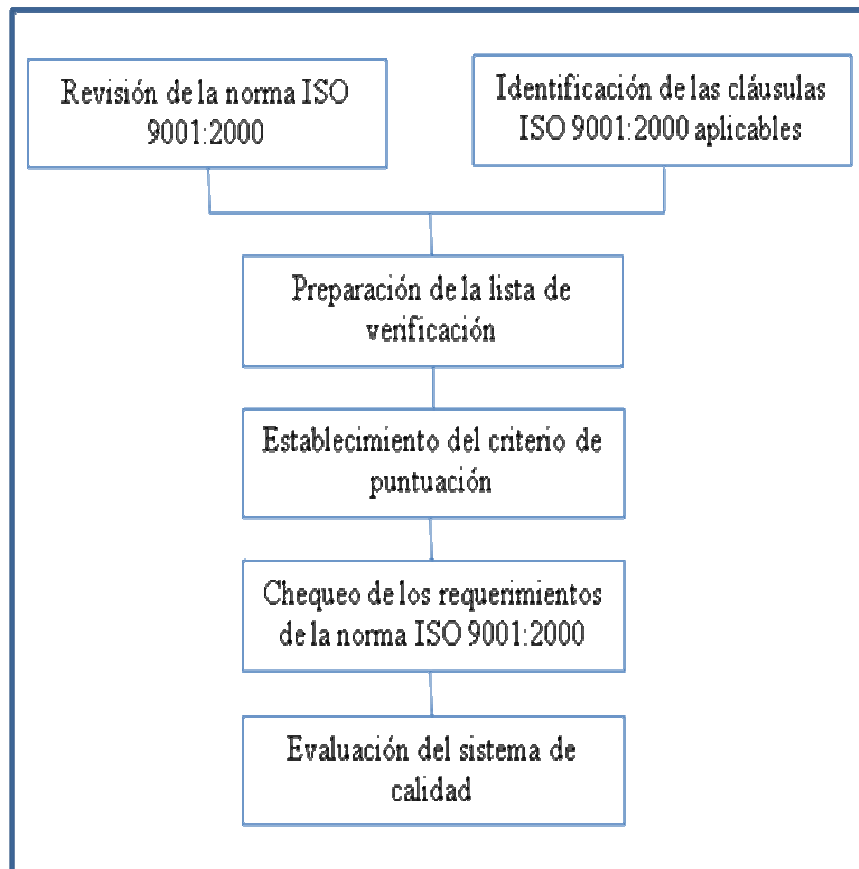 Revisión de la norma ISO
9001:2000
Identificación de las cláusulas
ISO 9001:2000 aplicables
Preparación de la lista de
verificación
Establecimiento del criterio de
puntuación
Chequeo de los requerimientos
de la norma ISO 9001:2000
Evaluación del sistema de
calidad